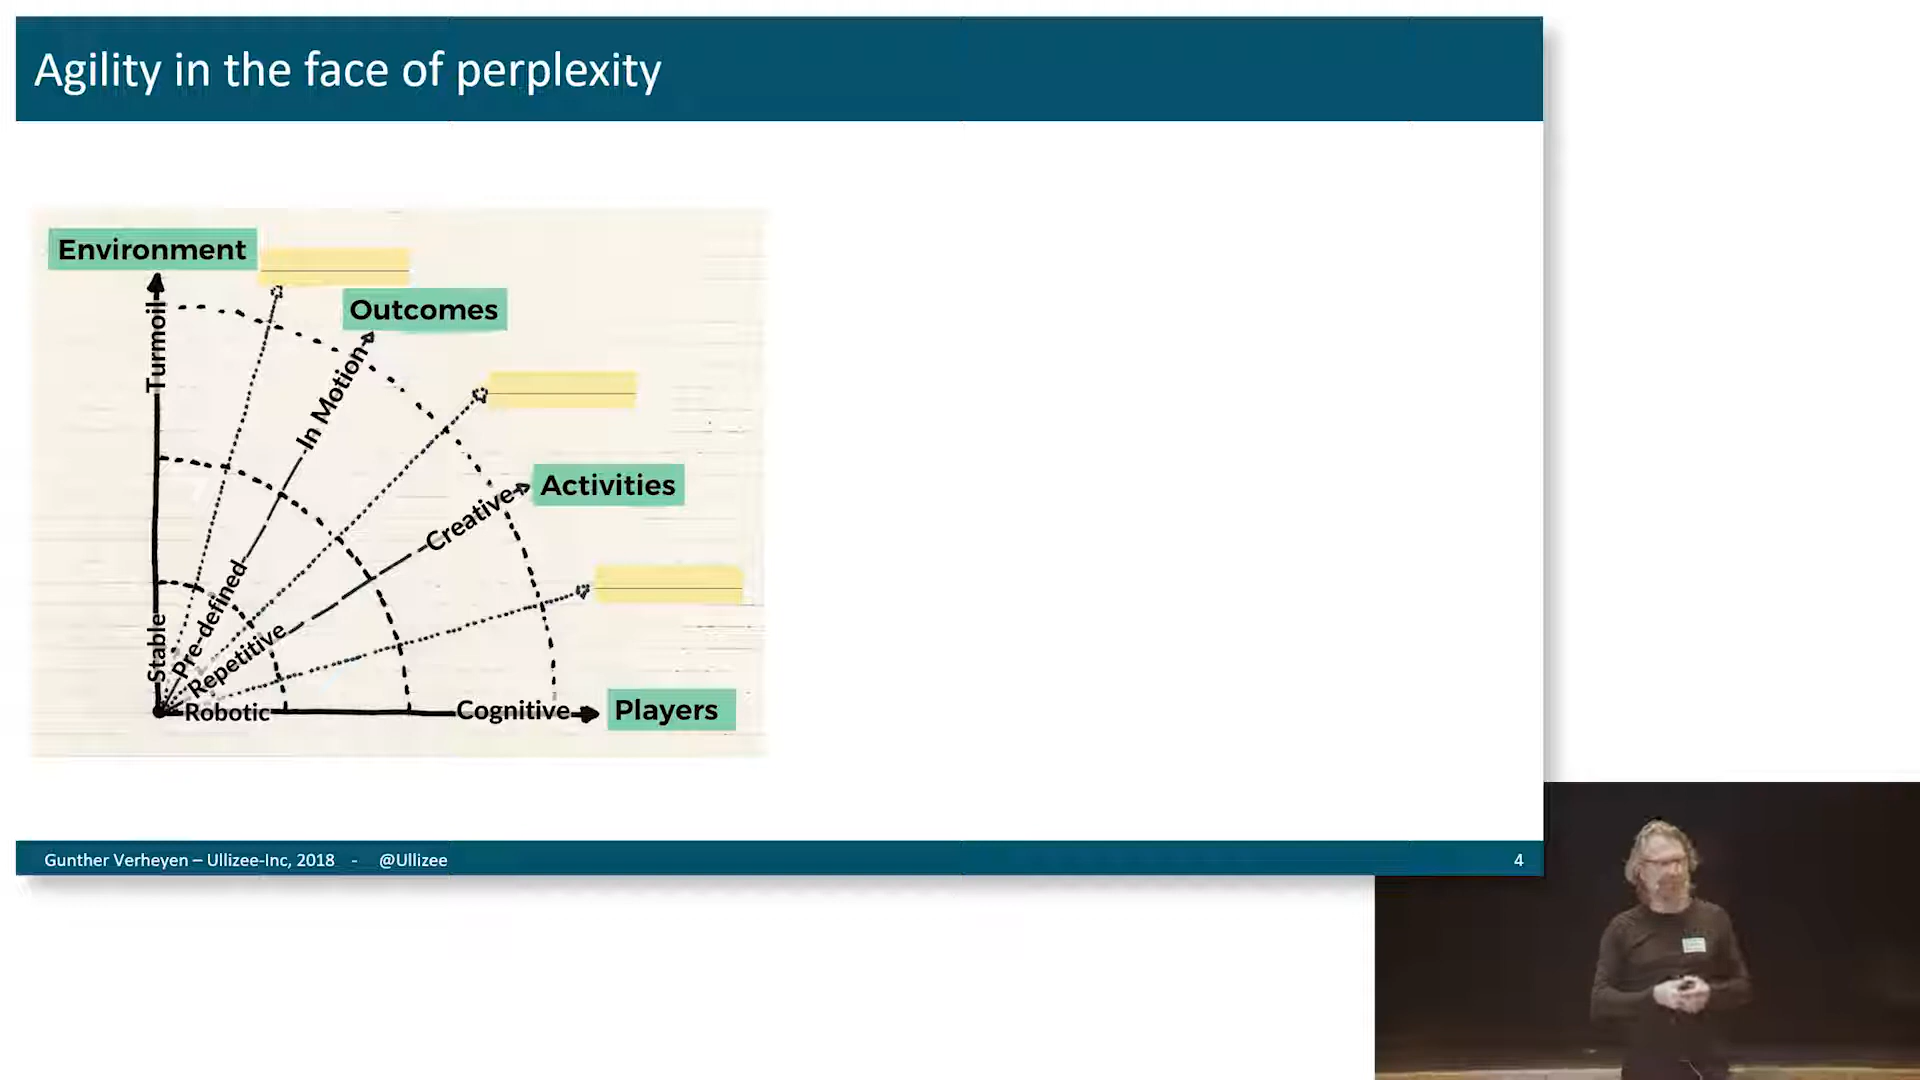 Agility in the face of perplexity
Environment
Outcomes
Turmoil
In Motion
Activities
Creative
Pre-defined
Stable
Repetitive
Robotic
Cognitive
Players
Gunther Verheyen – Ullizee-Inc, 2018 - @Ullizee
4